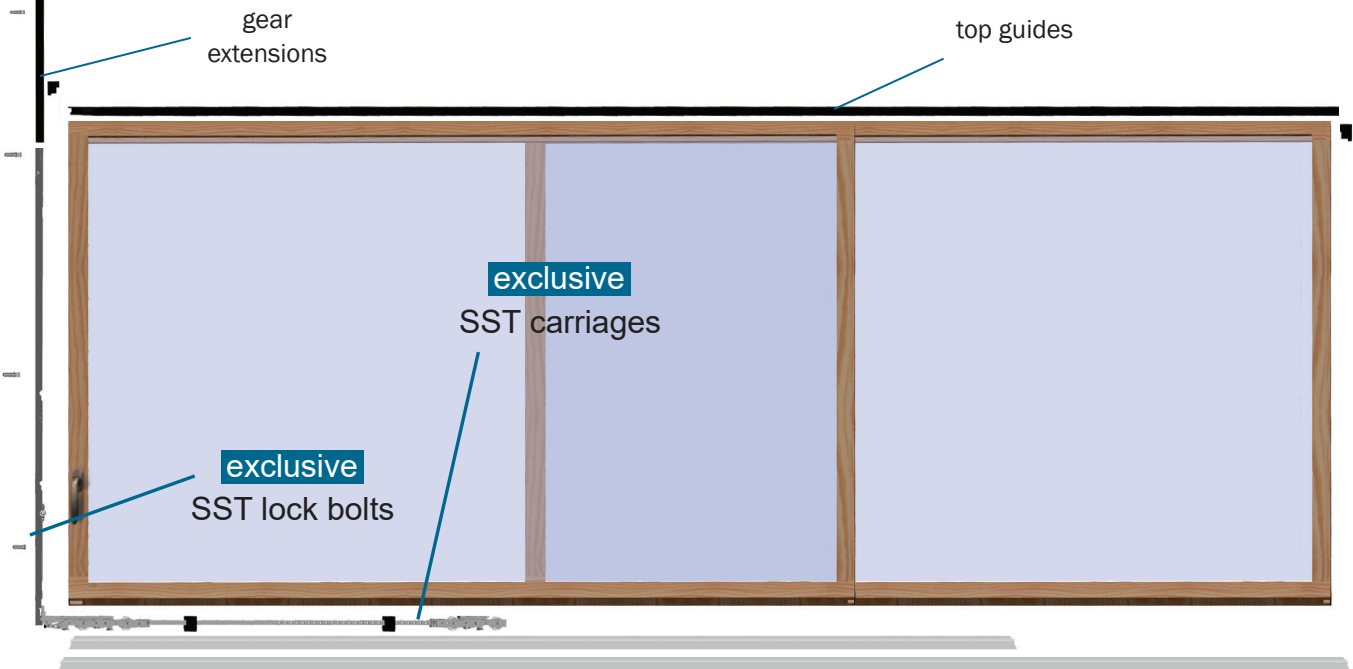 gear
extensions
top guides
exclusive
SST carriages
exclusive
SST lock bolts